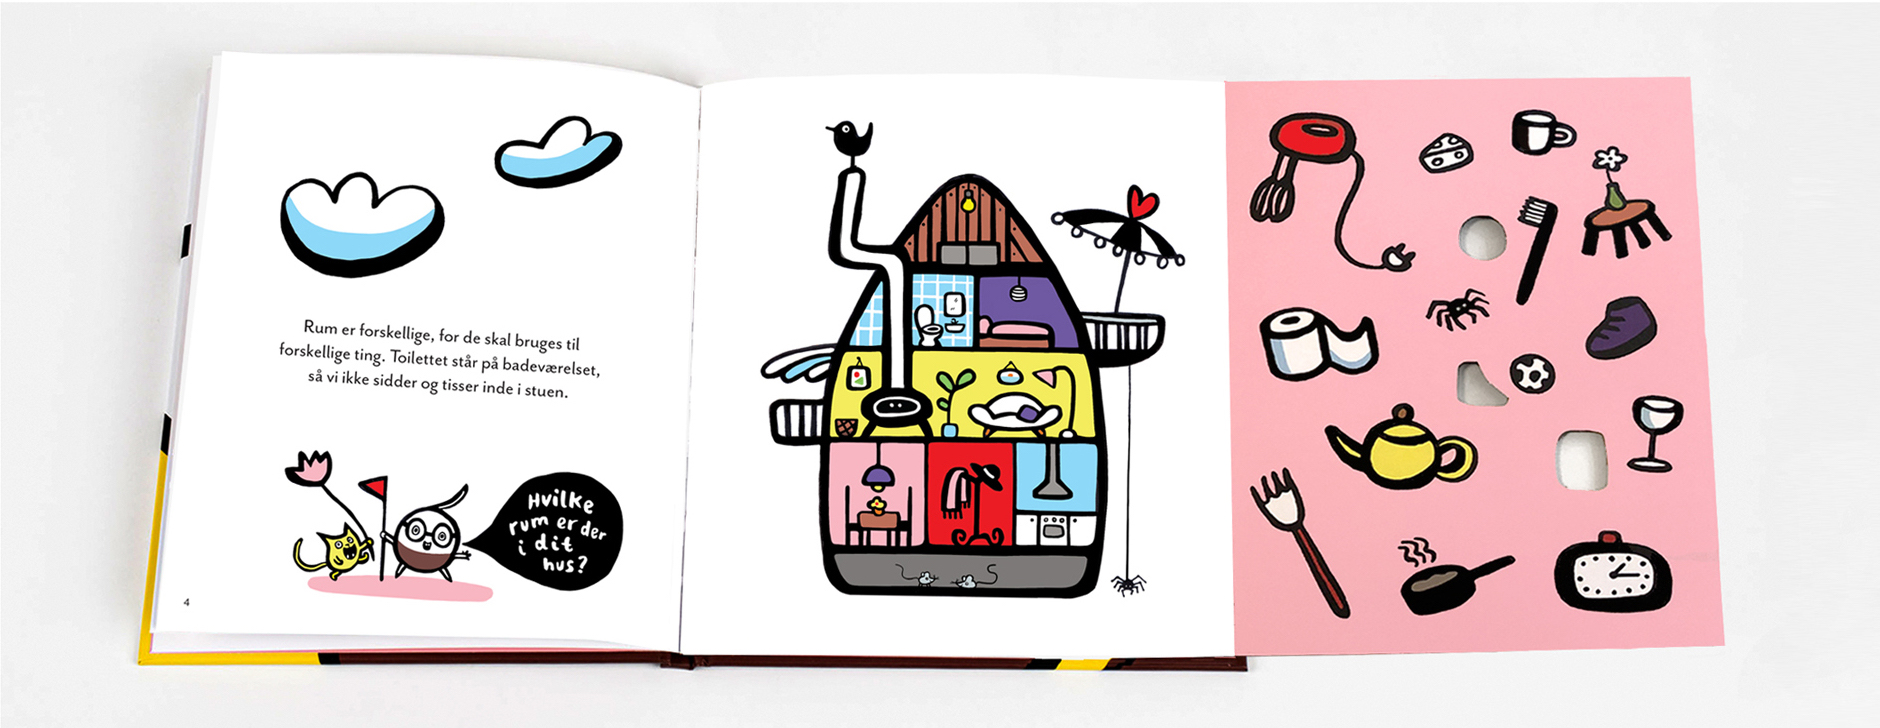 Rum er forskellige, for de skal bruges til
forskellige ting. Toilettet står på badeværelset,
så vi ikke sidder og tisser inde i stuen.
Hvilke
rum er der
i dit
hus?
4